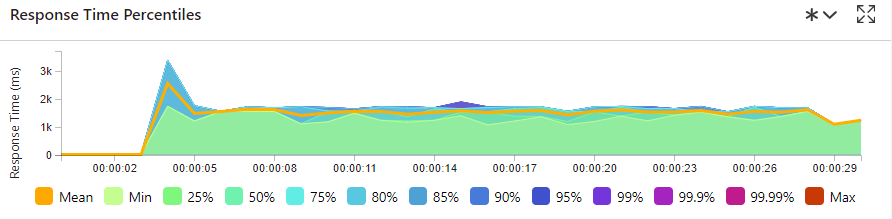 Response Time Percentiles
Response Time (ms)
3k
2k
1k
0
00:00:02 00:00:05 00:00:08 00:00:11 00:00:14 00:00:17 00:00:20 00:00:23 00:00:26 00:00:29
Mean Min 25% 50% 75% 80% 85% 90% 95% 99% 99.9% 99.99% Max